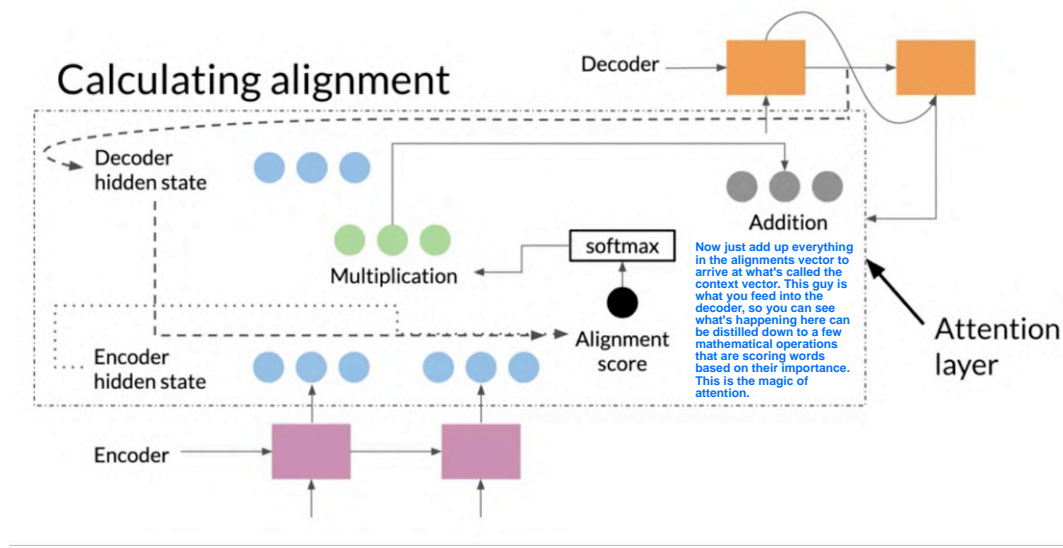 Calculating alignment
Decoder
Decoder
hidden state
Addition
softmax
Multiplication
Now just add up everything
in the alignments vector to
arrive at what's called the
context vector. This guy is
what you feed into the
decoder, so you can see
what's happening here can
be distilled down to a few
mathematical operations
that are scoring words
based on their importance.
This is the magic of
attention.
Alignment
score
Attention
layer
Encoder
hidden state
Encoder